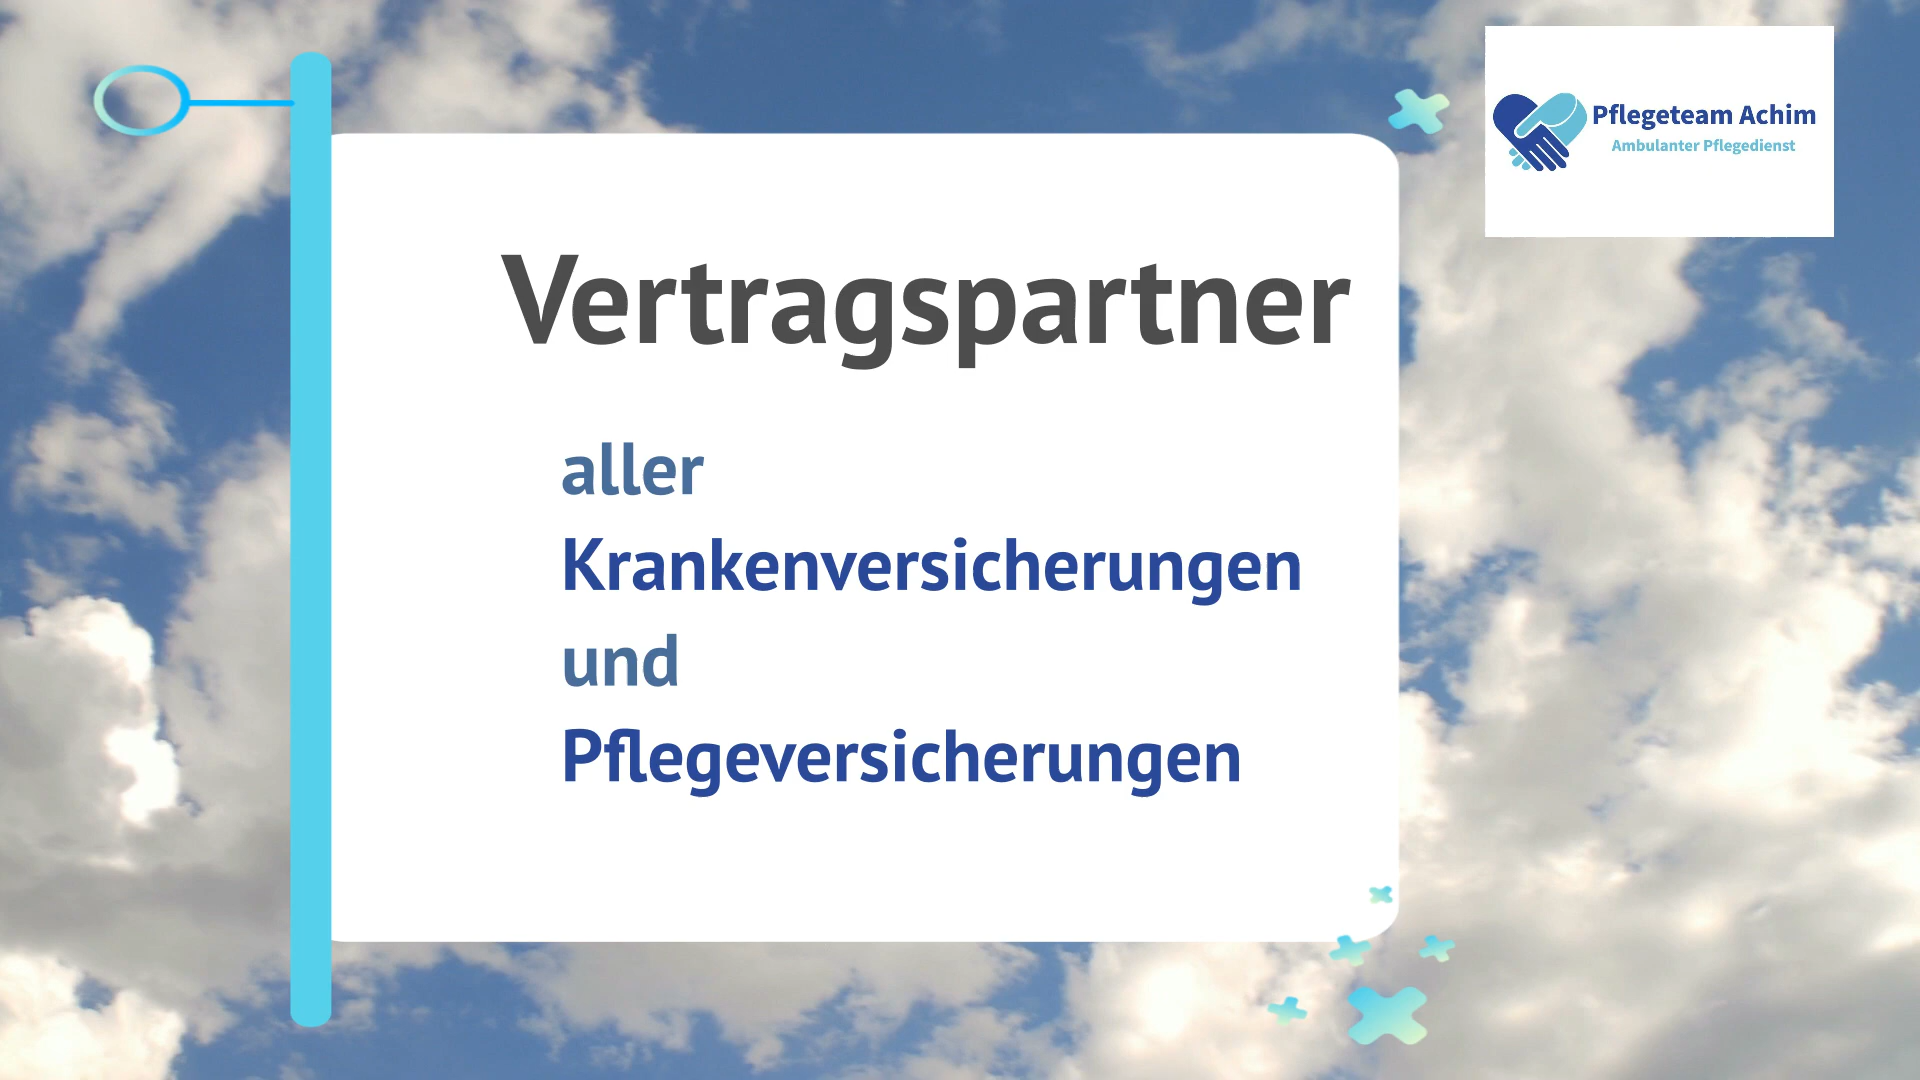 Pflegeteam Achim
Ambulanter Pflegedienst
Vertragspartner
aller
Krankenversicherungen
und
Pflegeversicherungen